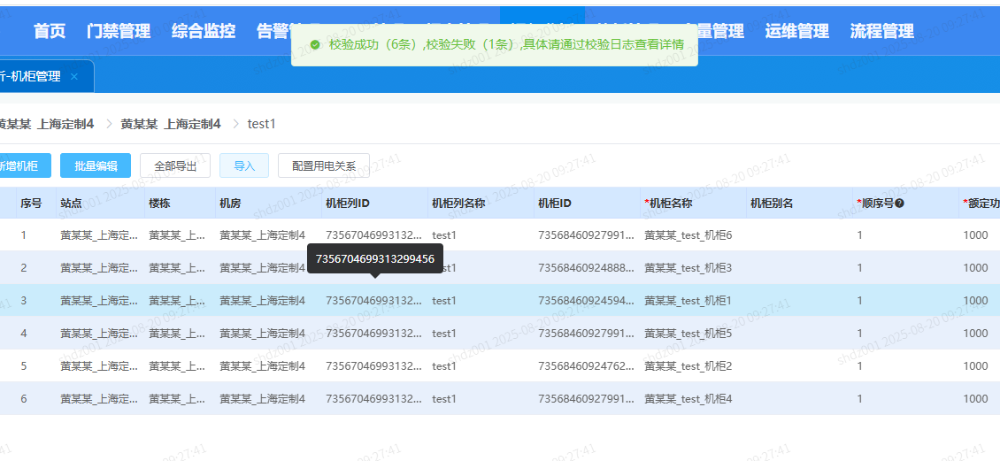 首页 门禁管理 综合监控 告警管理 量管理 运维管理 流程管理
校验成功（6条）,校验失败（1条）,具体请通过校验日志查看详情
斤-机柜管理 ×
黄某某_上海定制4 > 黄某某_上海定制4 > test1
新增机柜 批量编辑 全部导出 导入 配置用电关系
序号 站点 楼栋 机房 机柜列ID 机柜列名称 机柜ID *机柜名称 机柜别名 *顺序号 *额定功
1 黄某某_上海定... 黄某某_上... 黄某某_上海定制4 73567046993132... test1 73568460927991... 黄某某_test_机柜6 1 1000
7356704699313299456
2 黄某某_上海定... 黄某某_上... 黄某某_上海定制4 st1 73568460924888... 黄某某_test_机柜3 1 1000
3 黄某某_上海定... 黄某某_上... 黄某某_上海定制4 73567046993132... test1 73568460924594... 黄某某_test_机柜1 1 1000
4 黄某某_上海定... 黄某某_上... 黄某某_上海定制4 73567046993132... test1 73568460927991... 黄某某_test_机柜5 1 1000
5 黄某某_上海定... 黄某某_上... 黄某某_上海定制4 73567046993132... test1 73568460924762... 黄某某_test_机柜2 1 1000
6 黄某某_上海定... 黄某某_上... 黄某某_上海定制4 73567046993132... test1 73568460927991... 黄某某_test_机柜4 1 1000
shdz001 2025-08-20 09:27:41